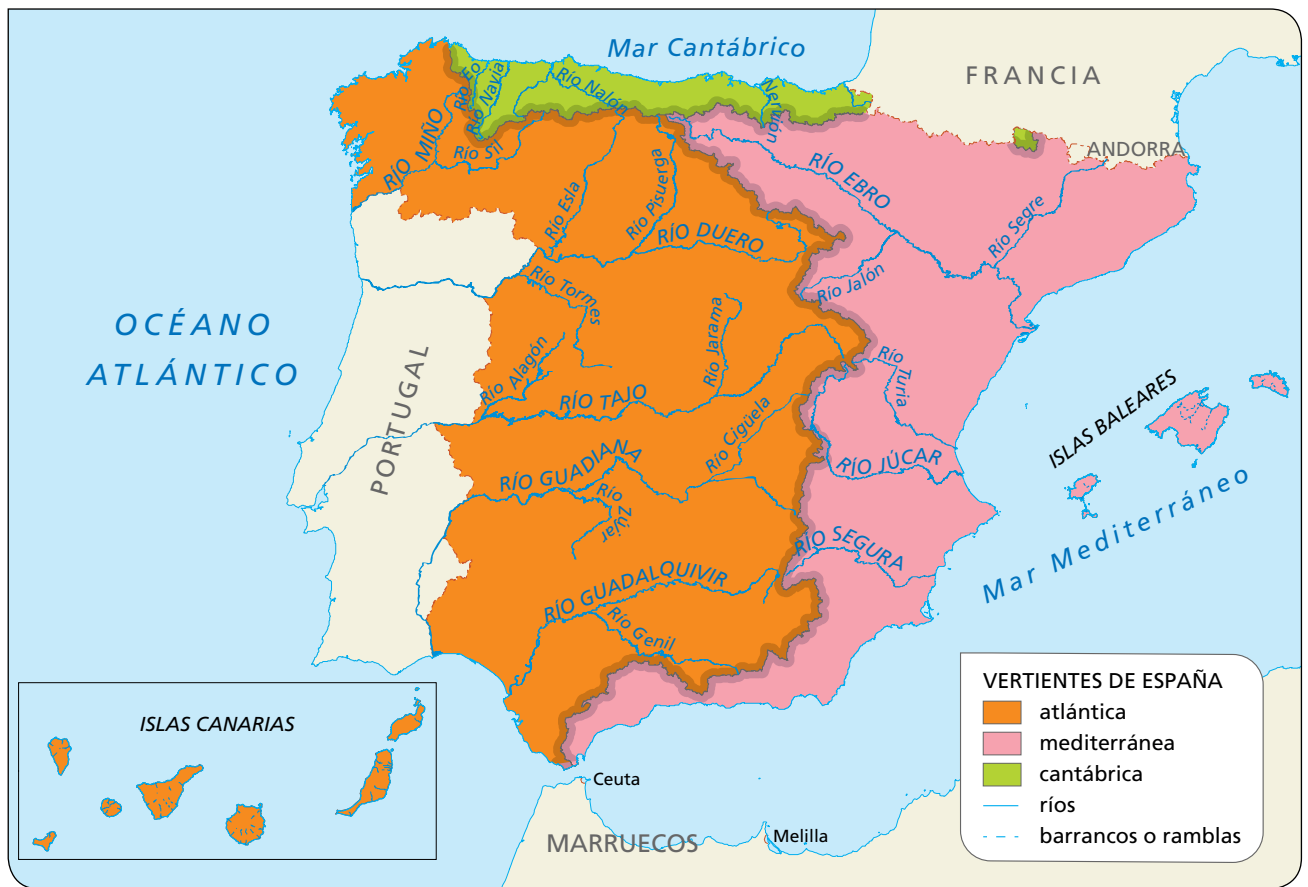 Mar Cantábrico
FRANCIA
ANDORRA
Río Eo
Río Navia
Río Nalón
Nervión
RÍO MIÑO
Río Sil
Río Esla
Río Pisuerga
RÍO DUERO
RÍO EBRO
Río Segre
Río Jalón
Río Tormes
Río Alagón
Río Jarama
RÍO TAJO
Río Cigüela
Río Turia
RÍO JÚCAR
RÍO GUADIANA
Río Zújar
RÍO SEGURA
RÍO GUADALQUIVIR
Río Genil
OCÉANO
ATLÁNTICO
PORTUGAL
ISLAS BALEARES
Mar Mediterráneo
ISLAS CANARIAS
Ceuta
Melilla
MARRUECOS
VERTIENTES DE ESPAÑA
atlántica
mediterránea
cantábrica
ríos
barrancos o ramblas